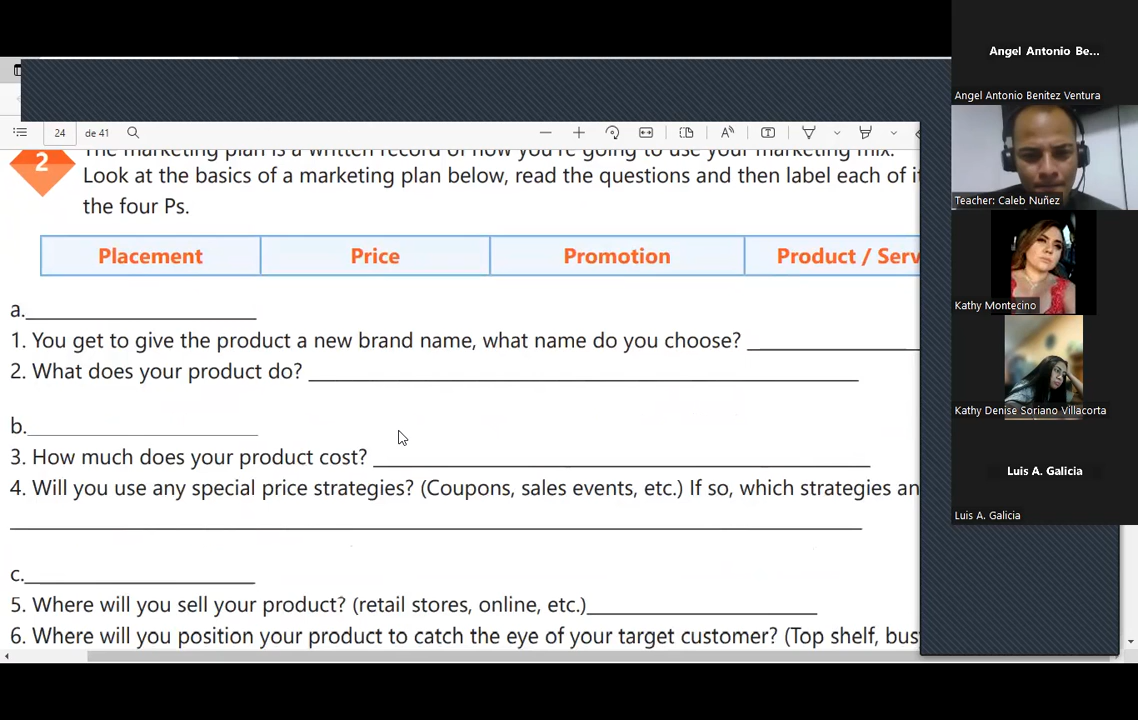 Angel Antonio Be...
Angel Antonio Benitez Ventura
24 de 41
2
The marketing plan is a written record of how you're going to use your marketing mix.
Look at the basics of a marketing plan below, read the questions and then label each of i
the four Ps.
Placement Price Promotion Product / Serv
a.
1. You get to give the product a new brand name, what name do you choose?
2. What does your product do?
b.
3. How much does your product cost?
4. Will you use any special price strategies? (Coupons, sales events, etc.) If so, which strategies an
c.
5. Where will you sell your product? (retail stores, online, etc.)
6. Where will you position your product to catch the eye of your target customer? (Top shelf, bus
Teacher: Caleb Nuñez
Kathy Montecino
Kathy Denise Soriano Villacorta
Luis A. Galicia
Luis A. Galicia